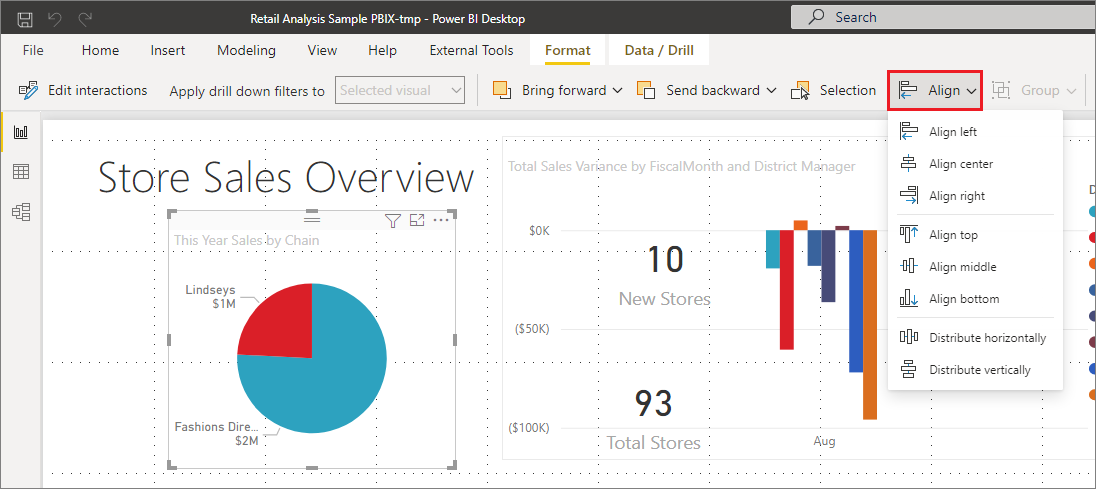 Retail Analysis Sample PBIX-tmp - Power BI Desktop
Search
File Home Insert Modeling View Help External Tools Format Data / Drill
Edit interactions Apply drill down filters to Selected visual Bring forward Send backward Selection Align Group
Align left
Align center
Align right
Align top
Align middle
Align bottom
Distribute horizontally
Distribute vertically
Store Sales Overview
This Year Sales by Chain
Lindseys
$1M
Fashions Dire...
$2M
Total Sales Variance by FiscalMonth and District Manager
$0K
($50K)
($100K)
10
New Stores
93
Total Stores
Aug